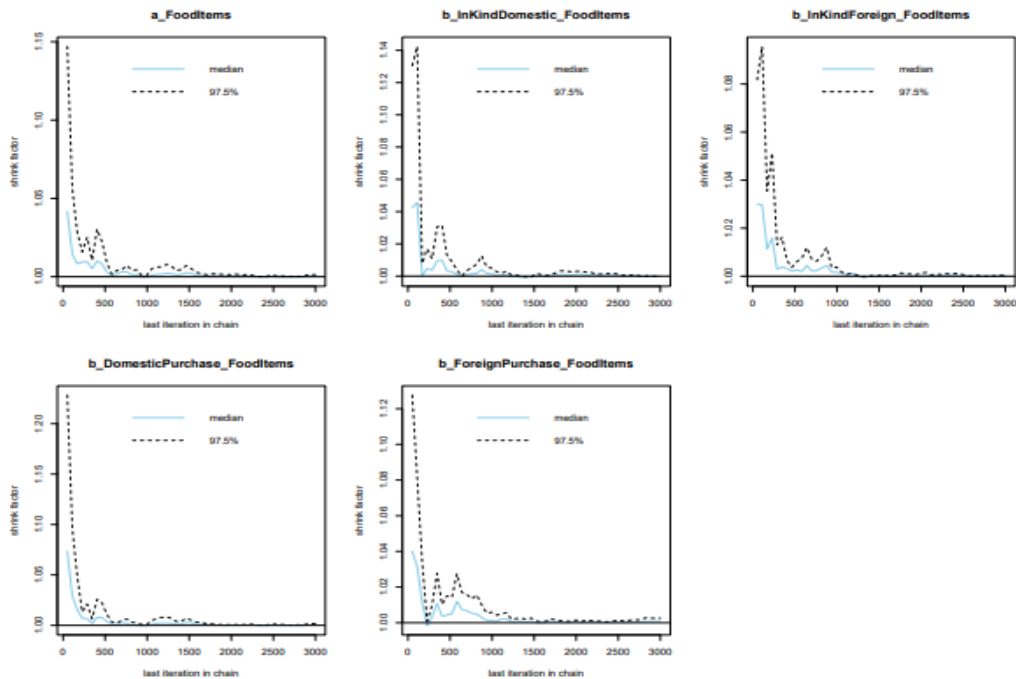 a_FoodItems
b_InKindDomestic_FoodItems
b_InKindForeign_FoodItems
median
97.5%
shrink factor
1.00 1.05 1.10 1.15
0 500 1000 1500 2000 2500 3000
last iteration in chain
median
97.5%
shrink factor
1.00 1.02 1.04 1.06 1.08 1.10 1.12 1.14
0 500 1000 1500 2000 2500 3000
last iteration in chain
median
97.5%
shrink factor
1.00 1.02 1.04 1.06 1.08
0 500 1000 1500 2000 2500 3000
last iteration in chain
b_DomesticPurchase_FoodItems
b_ForeignPurchase_FoodItems
median
97.5%
shrink factor
1.00 1.05 1.10 1.15 1.20
0 500 1000 1500 2000 2500 3000
last iteration in chain
median
97.5%
shrink factor
1.00 1.02 1.04 1.06 1.08 1.10 1.12
0 500 1000 1500 2000 2500 3000
last iteration in chain